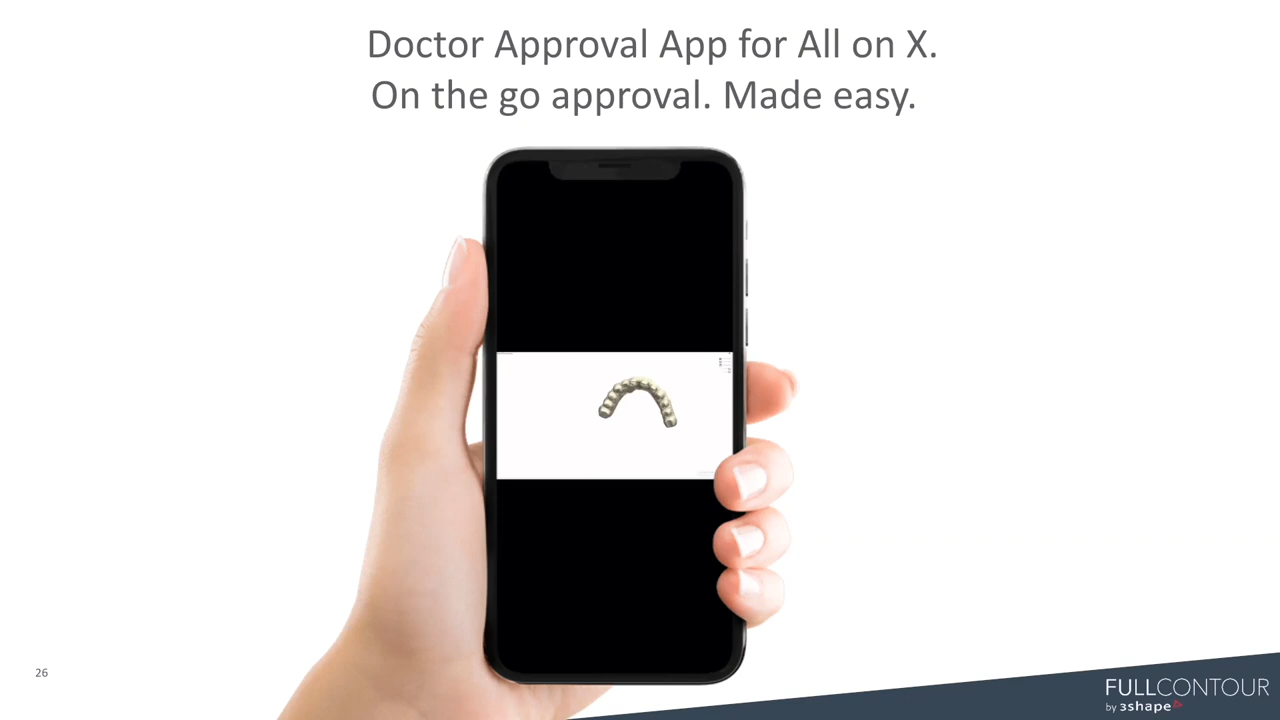 Doctor Approval App for All on X.
On the go approval. Made easy.
26
FULLCONTOUR
by 3shape